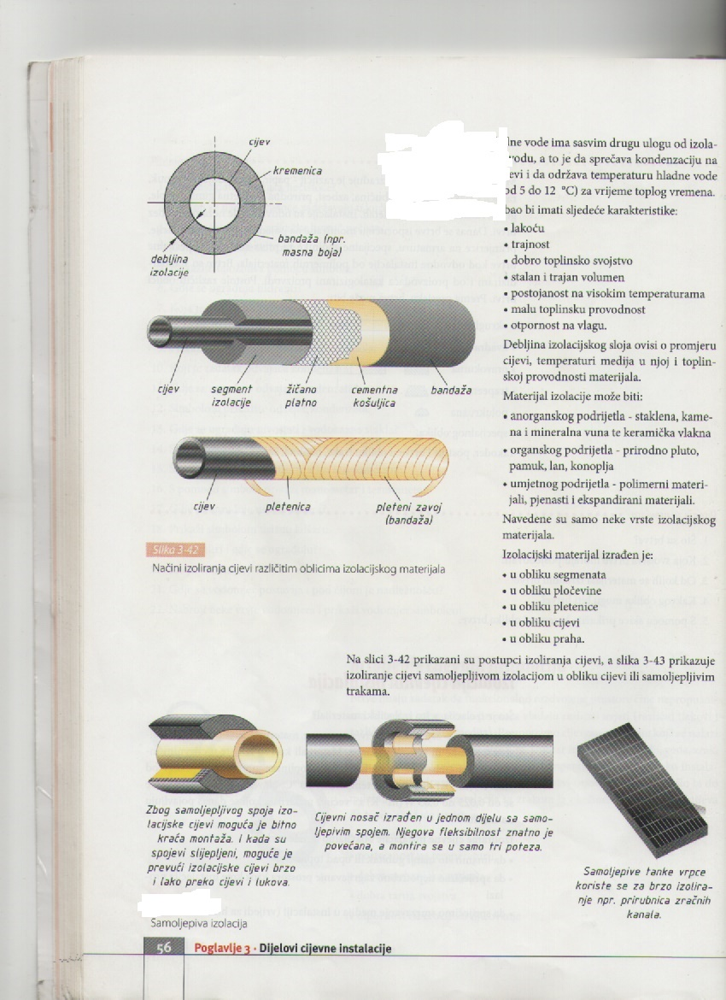 cijev
kremenica
bandaža (npr.
masna boja)
debljina
izolacije
cijev
segment
izolacije
žičano
platno
cementna
košuljica
bandaža
cijev
pletenica
pleteni zavoj
(bandaža)
Slika 3-42
Načini izoliranja cijevi različitim oblicima izolacijskog materijala
vode ima sasvim drugu ulogu od izola-
a to je da sprečava kondenzaciju na
i da održava temperaturu hladne vode
od 5 do 12 °C) za vrijeme toplog vremena.
bi imati sljedeće karakteristike:
• lakoću
• trajnost
• dobro toplinsko svojstvo
• stalan i trajan volumen
• postojanost na visokim temperaturama
• malu toplinsku provodnost
• otpornost na vlagu.
Debljina izolacijskog sloja ovisi o promjeru
cijevi, temperaturi medija u njoj i toplin-
skoj provodnosti materijala.
Materijal izolacije može biti:
• anorganskog podrijetla - staklena, kame-
na i mineralna vuna te keramička vlakna
• organskog podrijetla - prirodno pluto,
pamuk, lan, konoplja
• umjetnog podrijetla - polimerni materi-
jali, pjenasti i ekspandirani materijali.
Navedene su samo neke vrste izolacijskog
materijala.
Izolacijski materijal izrađen je:
• u obliku segmenata
• u obliku pločevine
• u obliku pletenice
• u obliku cijevi
• u obliku praha.
Na slici 3-42 prikazani su postupci izoliranja cijevi, a slika 3-43 prikazuje
izoliranje cijevi samoljepljivom izolacijom u obliku cijevi ili samoljepljivim
trakama.
Zbog samoljepljivog spoja izo-
lacijske cijevi moguća je bitno
kraća montaža. I kada su
spojevi slijepljeni, moguće je
prevući izolacijske cijevi brzo
i lako preko cijevi i lukova.
Cijevni nosač izrađen u jednom dijelu sa samo-
ljepivim spojem. Njegova fleksibilnost znatno je
povećana, a montira se u samo tri poteza.
Samoljepive tanke vrpce
koriste se za brzo izolira-
nje npr. prirubnica zračnih
kanala.
Samoljepiva izolacija
56 Poglavlje 3 · Dijelovi cijevne instalacije